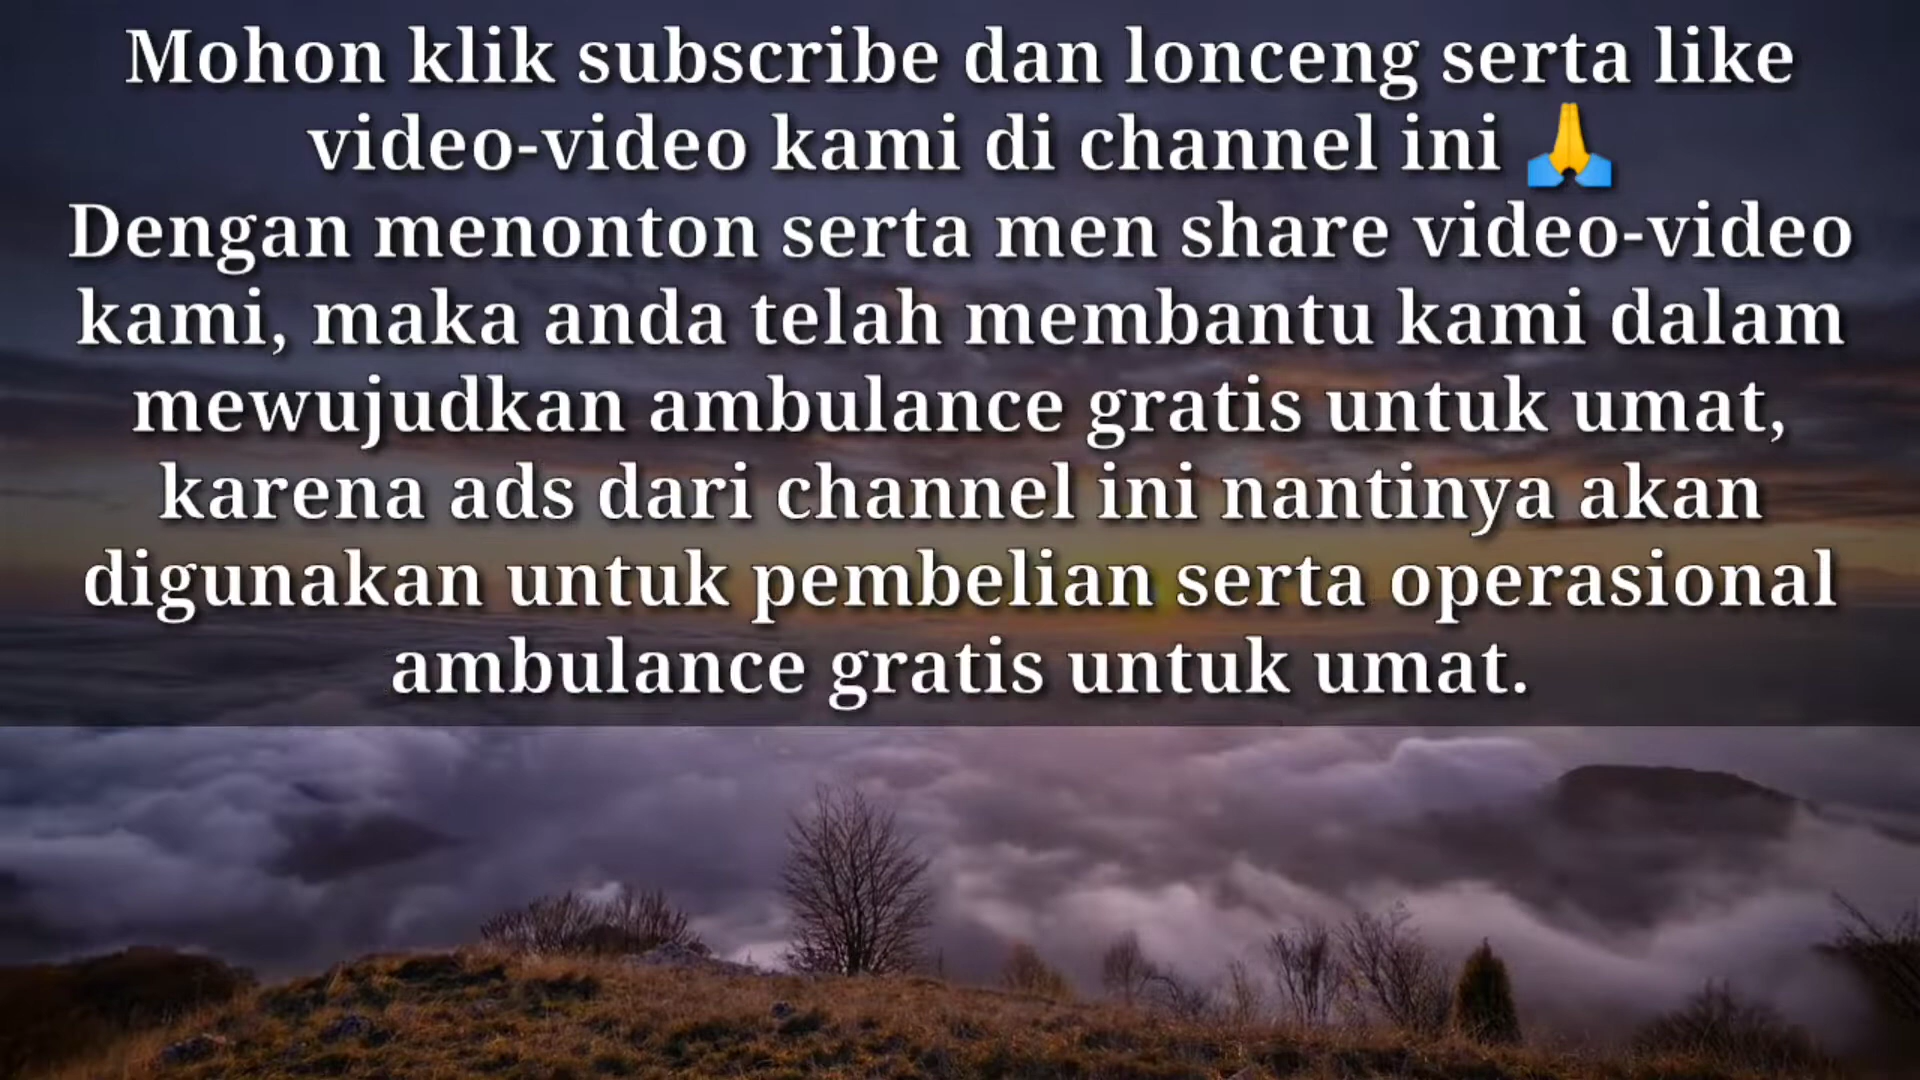 Mohon klik subscribe dan lonceng serta like
video-video kami di channel ini 🙏
Dengan menonton serta men share video-video
kami, maka anda telah membantu kami dalam
mewujudkan ambulance gratis untuk umat,
karena ads dari channel ini nantinya akan
digunakan untuk pembelian serta operasional
ambulance gratis untuk umat.